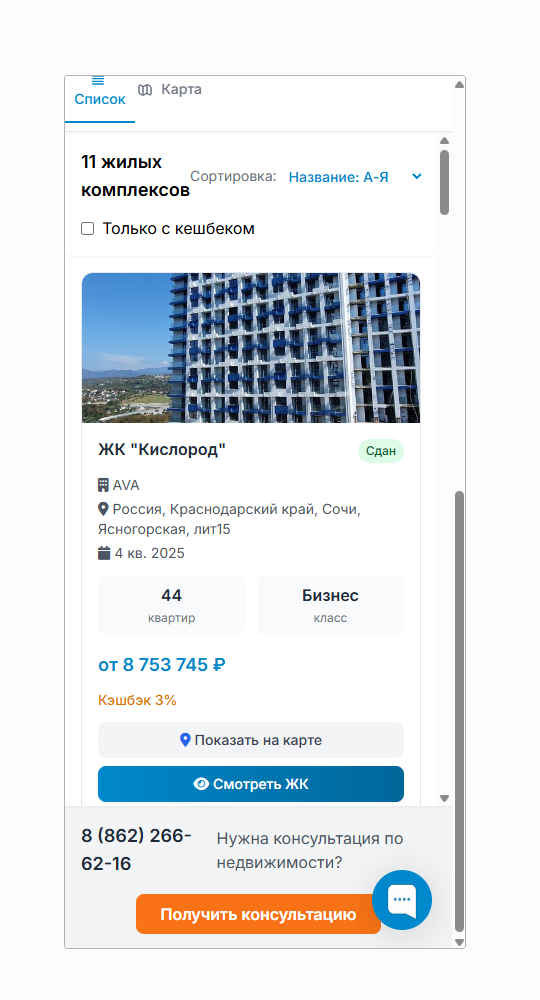 Список
Карта
11 жилых
комплексов
Сортировка:
Название: А-Я
Только с кешбеком
ЖК "Кислород"
Сдан
AVA
Россия, Краснодарский край, Сочи,
Ясногорская, лит15
4 кв. 2025
44
квартир
Бизнес
класс
от 8 753 745 ₽
Кэшбэк 3%
Показать на карте
Смотреть ЖК
8 (862) 266-
62-16
Нужна консультация по
недвижимости?
Получить консультацию